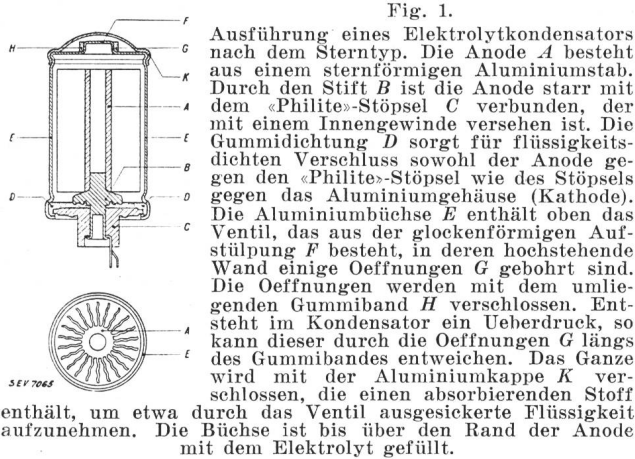 Fig. 1.
Ausführung eines Elektrolytkondensators
nach dem Sterntyp. Die Anode A besteht
aus einem sternförmigen Aluminiumstab.
Durch den Stift B ist die Anode starr mit
dem «Philite»-Stöpsel C verbunden, der
mit einem Innengewinde versehen ist. Die
Gummidichtung D sorgt für flüssigkeits-
dichten Verschluss sowohl der Anode ge-
gen den «Philite»-Stöpsel wie des Stöpsels
gegen das Aluminiumgehäuse (Kathode).
Die Aluminiumbüchse E enthält oben das
Ventil, das aus der glockenförmigen Auf-
stülpung F besteht, in deren hochstehende
Wand einige Oeffnungen G gebohrt sind.
Die Oeffnungen werden mit dem umlie-
genden Gummiband H verschlossen. Ent-
steht im Kondensator ein Ueberdruck, so
kann dieser durch die Oeffnungen G längs
des Gummibandes entweichen. Das Ganze
wird mit der Aluminiumkappe K ver-
schlossen, die einen absorbierenden Stoff
enthält, um etwa durch das Ventil ausgesickerte Flüssigkeit
aufzunehmen. Die Büchse ist bis über den Rand der Anode
mit dem Elektrolyt gefüllt.
F
H
G
K
A
E
E
B
D
D
C
A
E
SEV7065